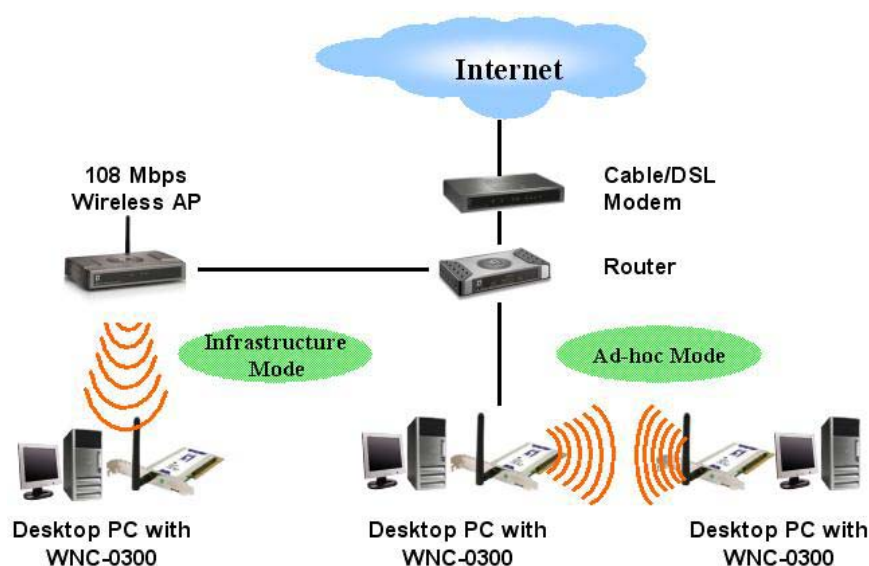 Internet
108 Mbps
Wireless AP
Cable/DSL
Modem
Router
Infrastructure
Mode
Ad-hoc Mode
Desktop PC with
WNC-0300
Desktop PC with
WNC-0300
Desktop PC with
WNC-0300